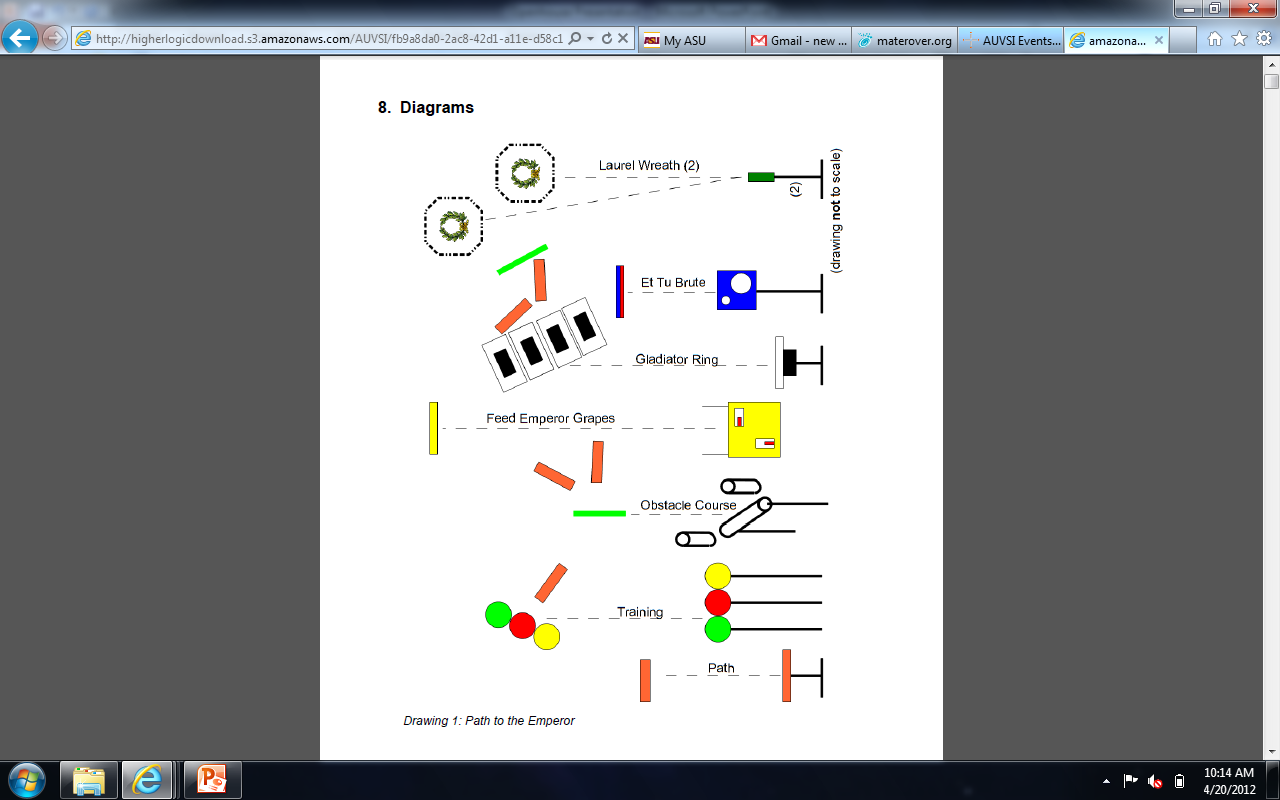 http://higherlogicdownload.s3.amazonaws.com/AUVSI/fb9a8da0-2ac8-42d1-a11e-d58c1
ASU My ASU
Gmail - new ...
materover.org
AUVSI Events...
amazona...
8. Diagrams
Laurel Wreath (2)
(2)
(drawing not to scale)
Et Tu Brute
Gladiator Ring
Feed Emperor Grapes
Obstacle Course
Training
Path
Drawing 1: Path to the Emperor
10:14 AM
4/20/2012